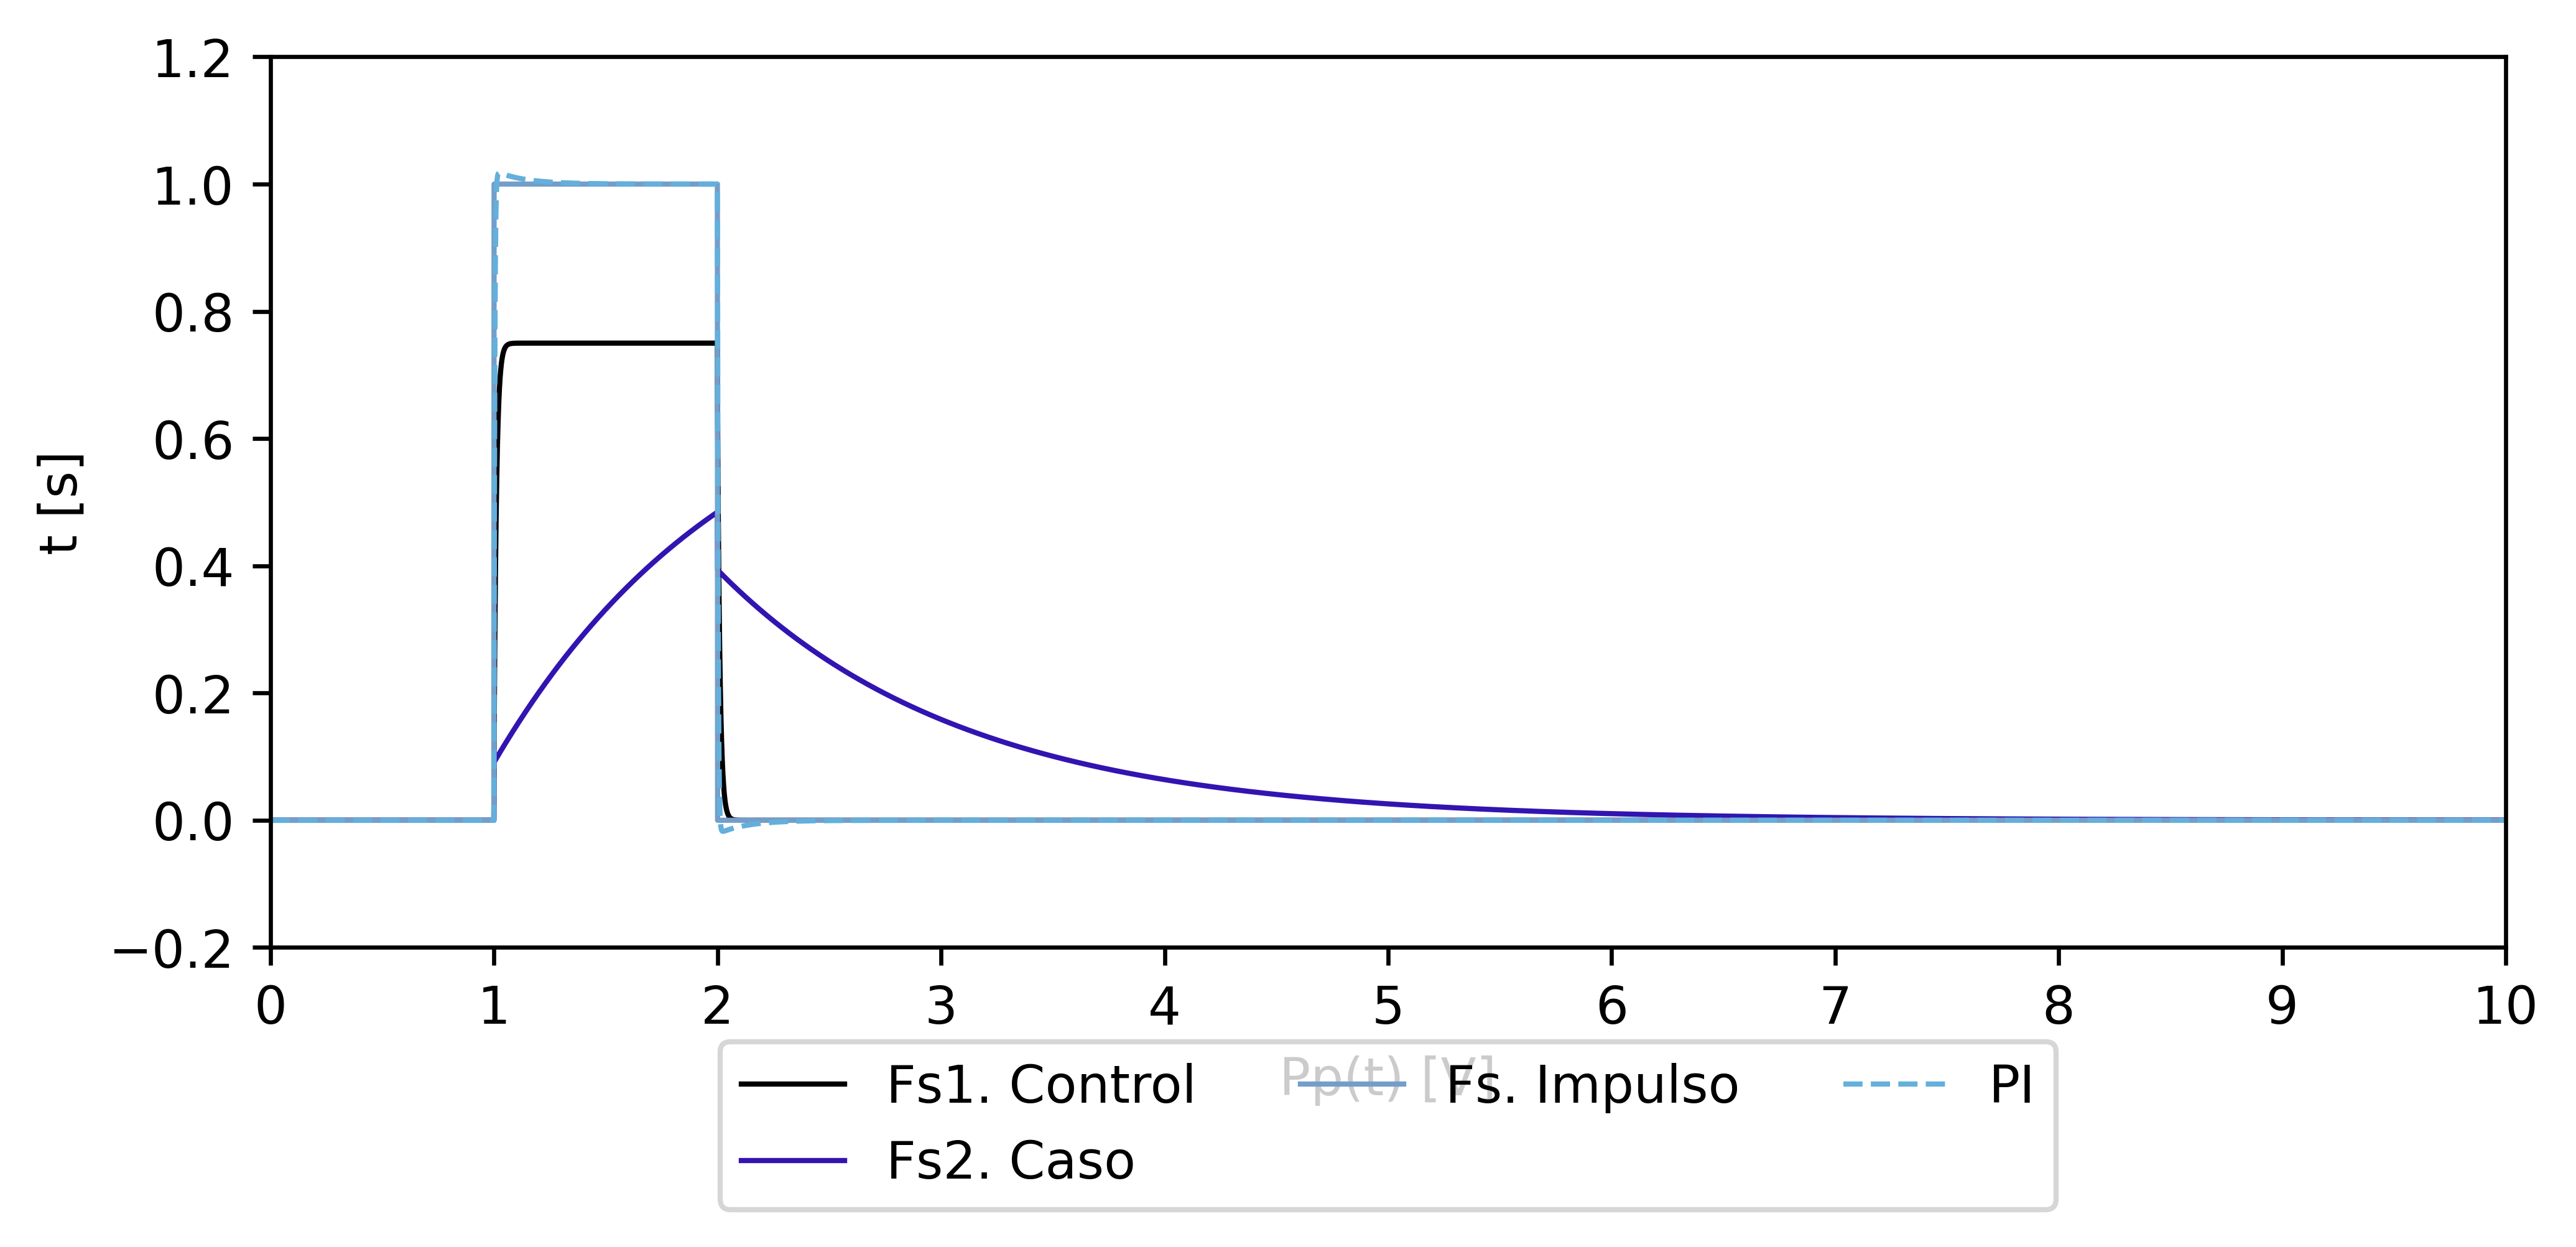 1.2
1.0
0.8
0.6
0.4
0.2
0.0
−0.2
t [s]
0 1 2 3 4 5 6 7 8 9 10
Pp(t) [V]
Fs1. Control Fs. Impulso PI
Fs2. Caso